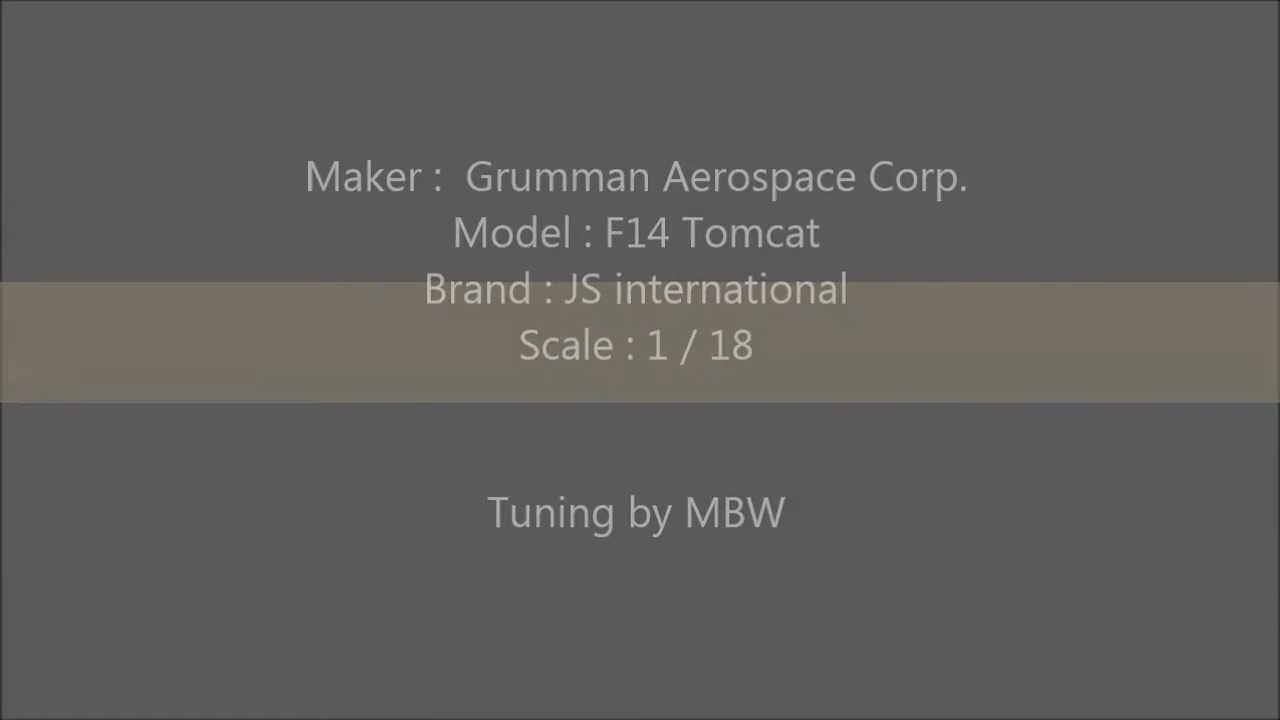 Maker :  Grumman Aerospace Corp.
Model : F14 Tomcat
Brand : JS international
Scale : 1 / 18
Tuning by MBW